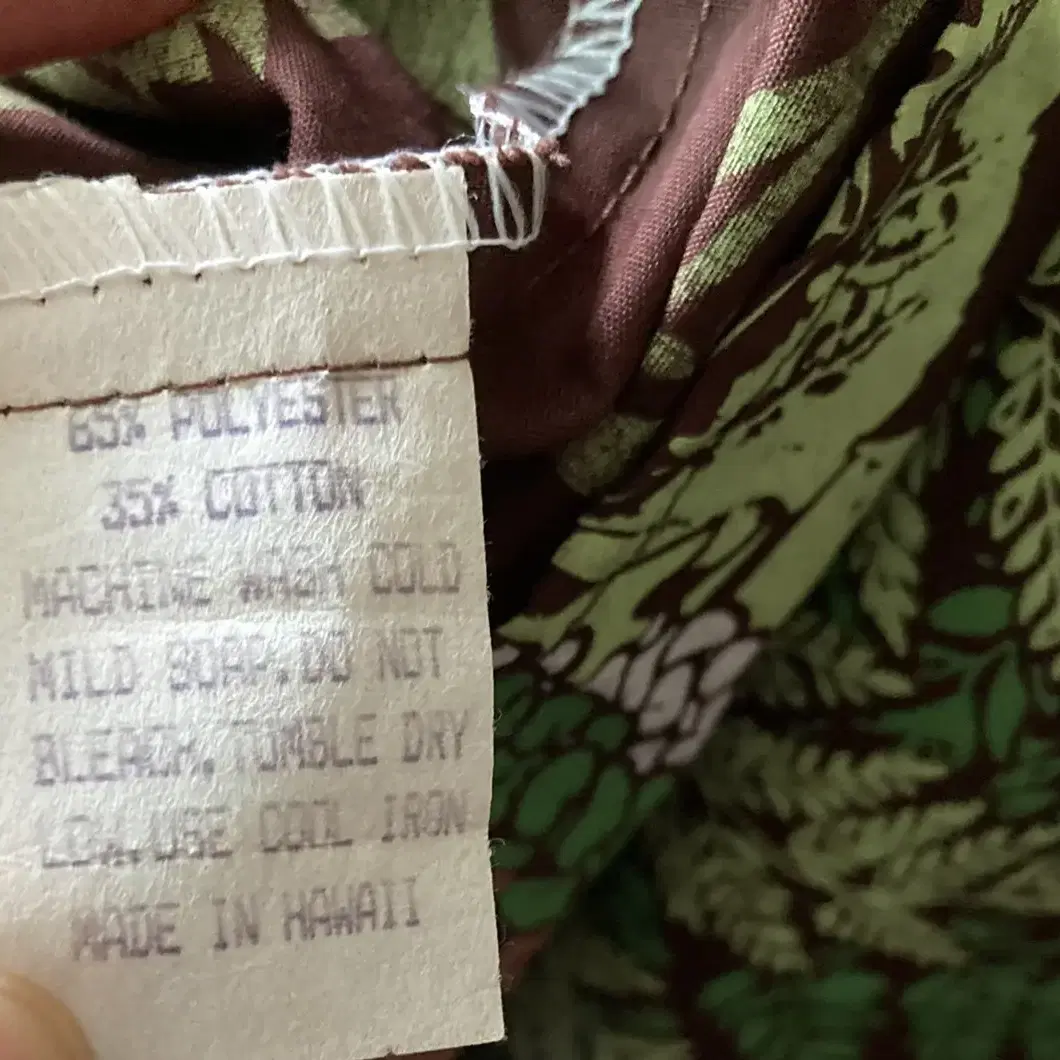 65% POLYESTER
35% COTTON
MACHINE WASH COLD
MILD SOAP.DO NOT
BLEACH,TUMBLE DRY
LOW,USE COOL IRON
MADE IN HAWAII